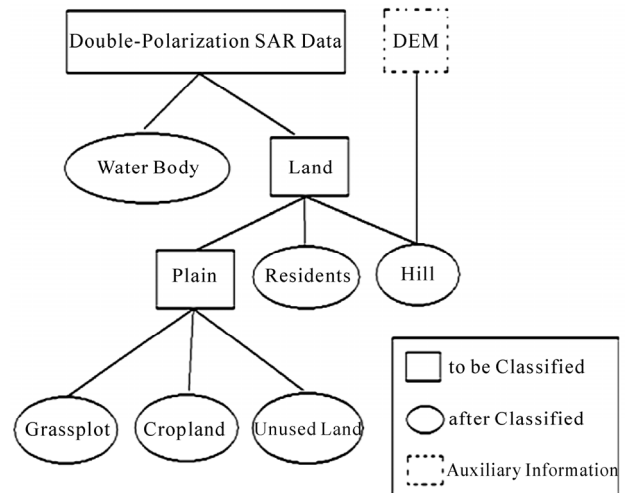 Double-Polarization SAR Data
DEM
Water Body
Land
Plain
Residents
Hill
Grassplot
Cropland
Unused Land
to be Classified
after Classified
Auxiliary Information